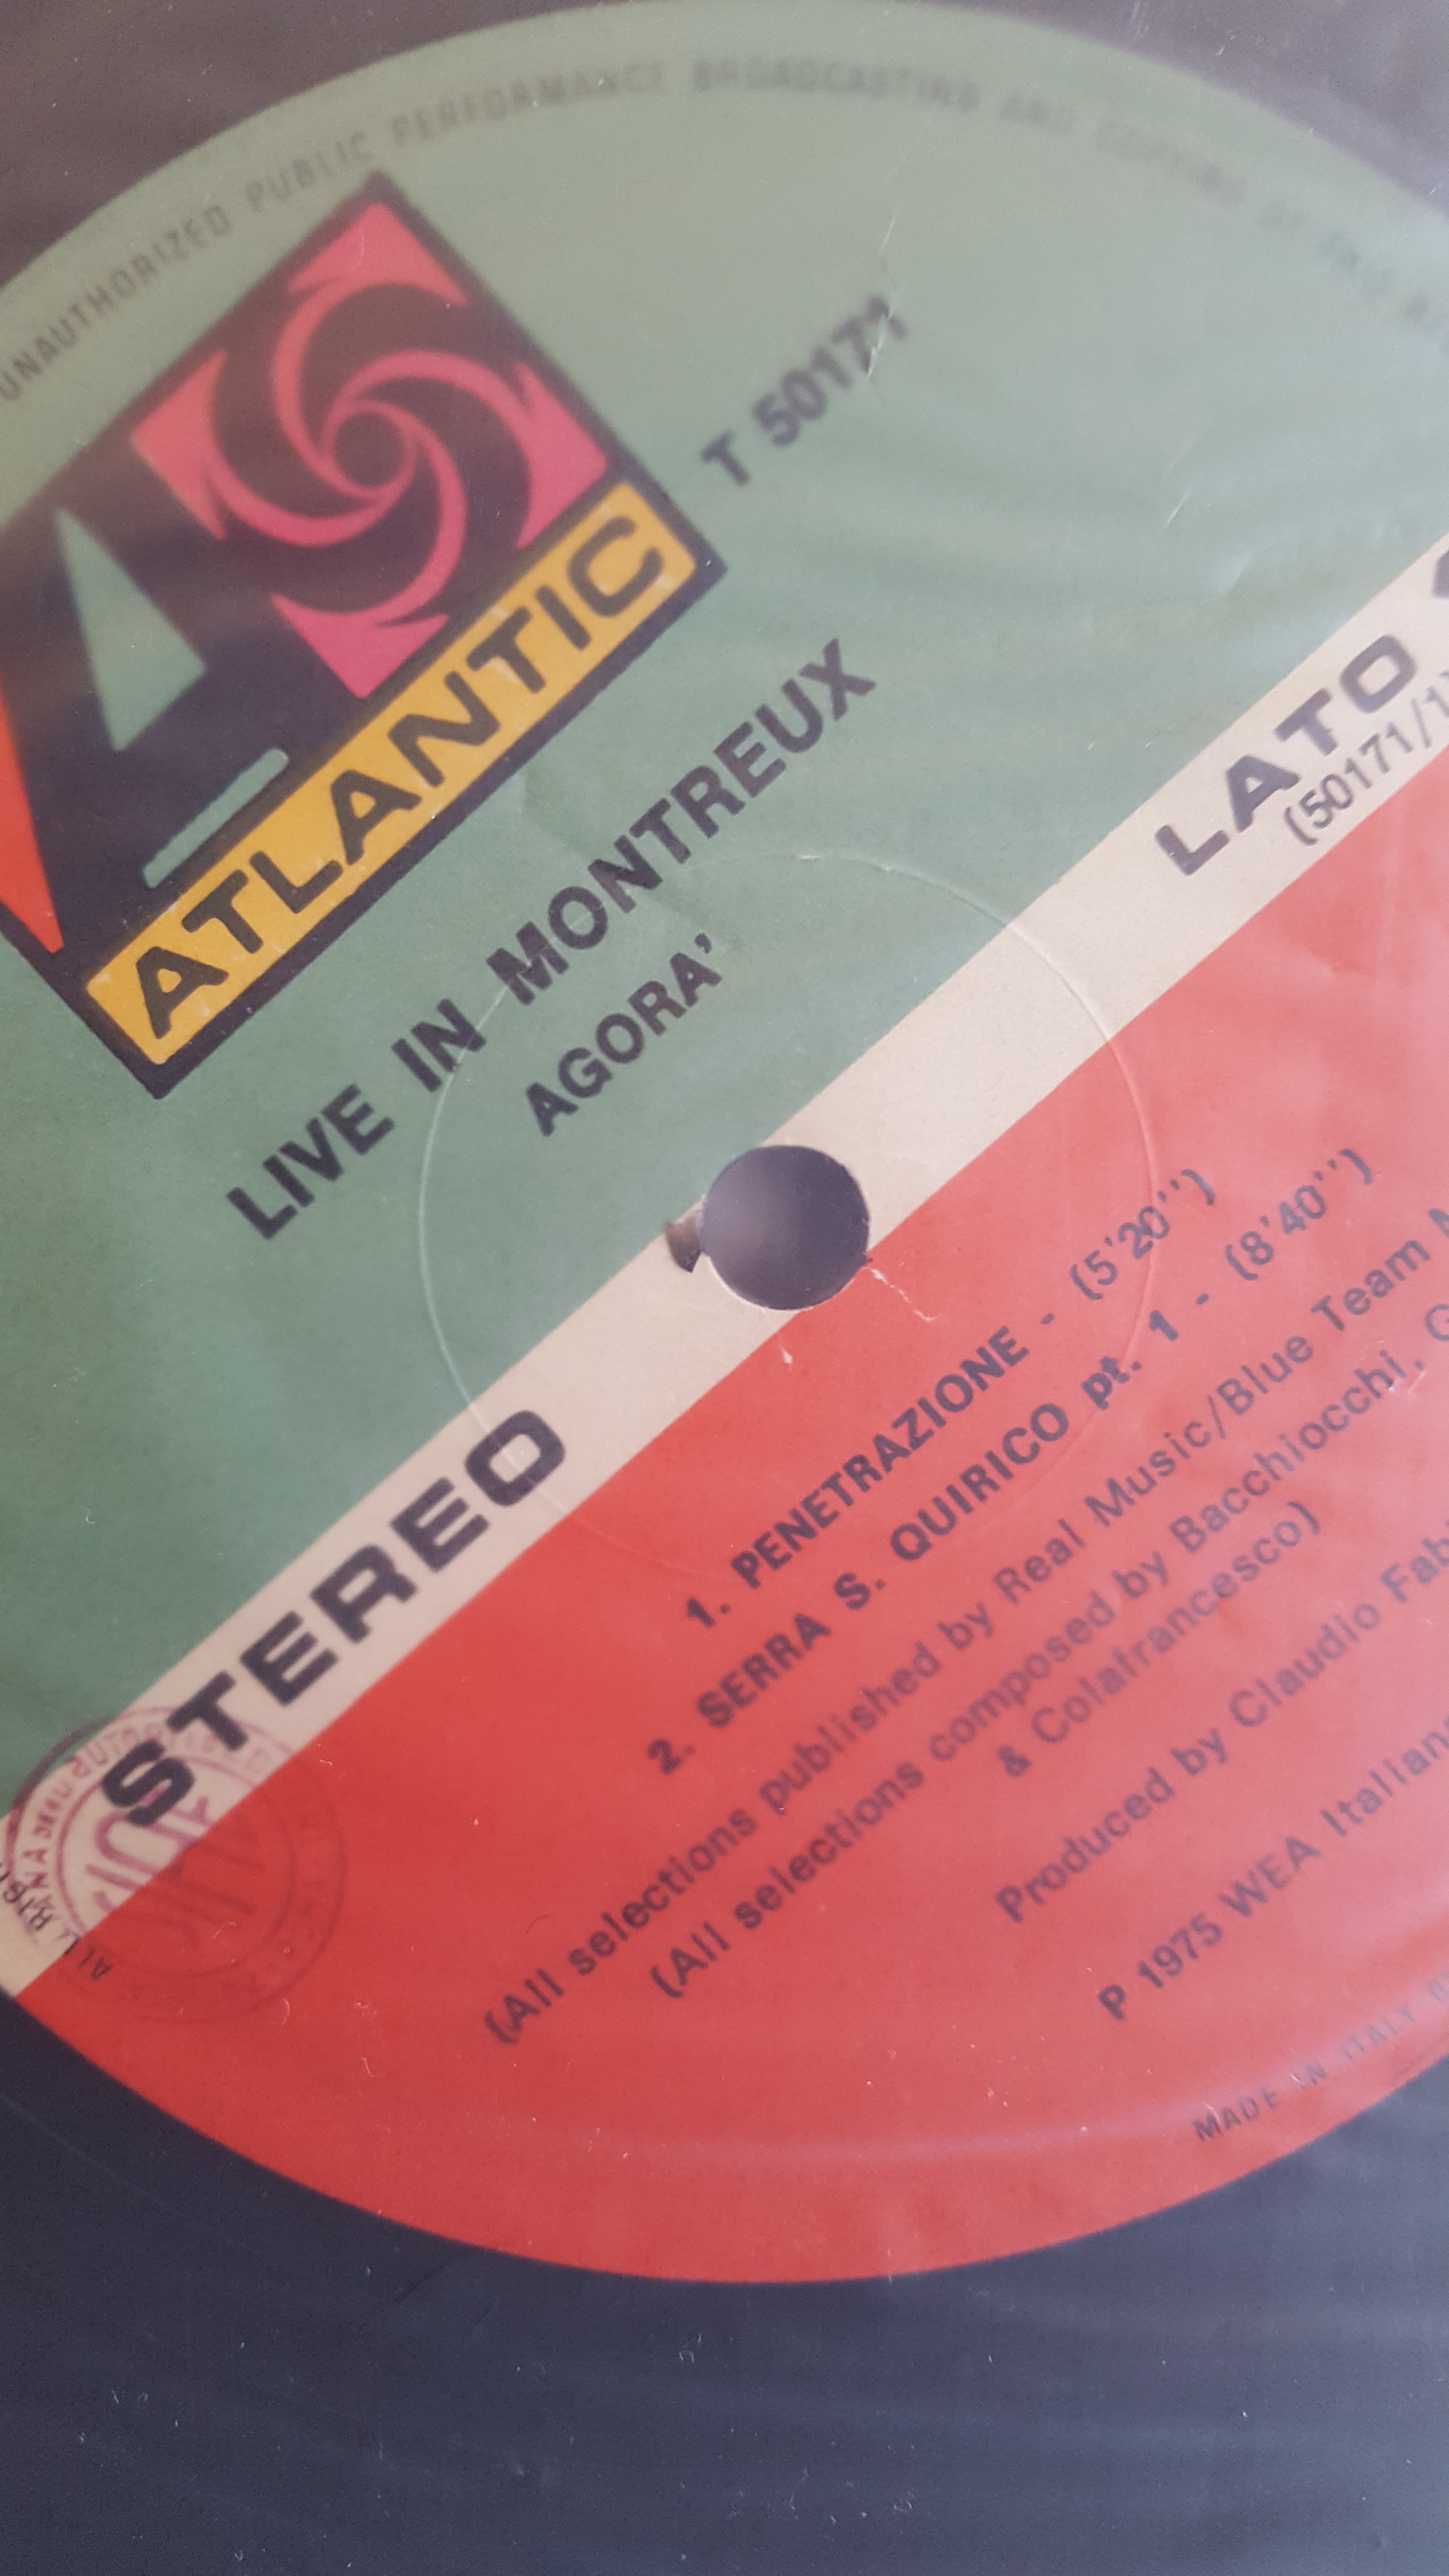 UNAUTHORIZED PUBLIC PERFORMANCE BROADCASTING AND COPYING OF THIS
ATLANTIC
T 50171
LIVE IN MONTREUX
AGORA'
STEREO
LATO
(50171/1
1. PENETRAZIONE - (5'20'')
2. SERRA S. QUIRICO pt. 1 - (8'40'')
(All selections published by Real Music/Blue Team
(All selections composed by Bacchiocchi,
& Colafrancesco)
Produced by Claudio
P 1975 WEA
MADE IN ITALY
ALL